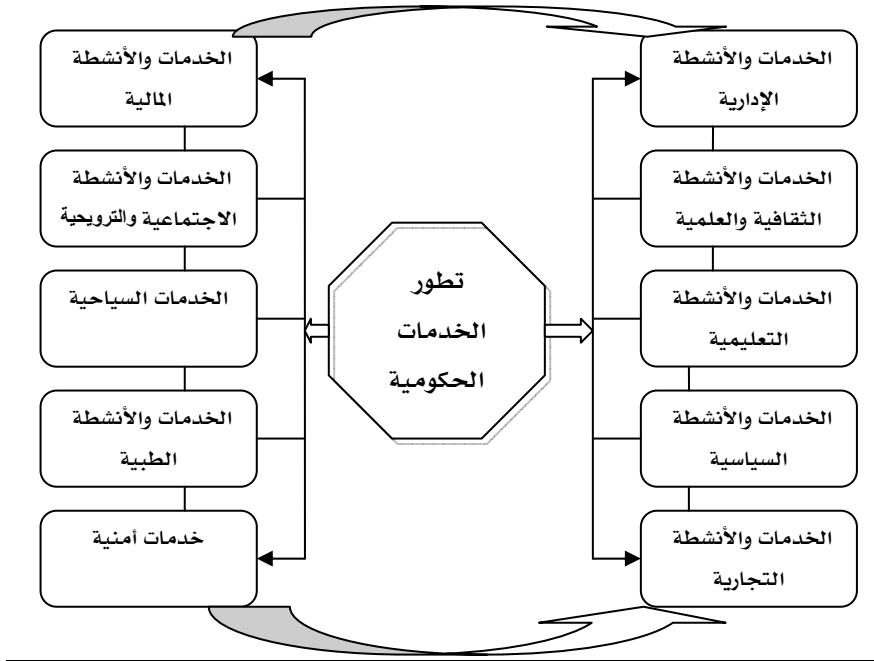 الخدمات والأنشطة
الإدارية
الخدمات والأنشطة
الثقافية والعلمية
الخدمات والأنشطة
التعليمية
الخدمات والأنشطة
السياسية
الخدمات والأنشطة
التجارية
تطور
الخدمات
الحكومية
الخدمات والأنشطة
المالية
الخدمات والأنشطة
الاجتماعية والترويحية
الخدمات السياحية
الخدمات والأنشطة
الطبية
خدمات أمنية